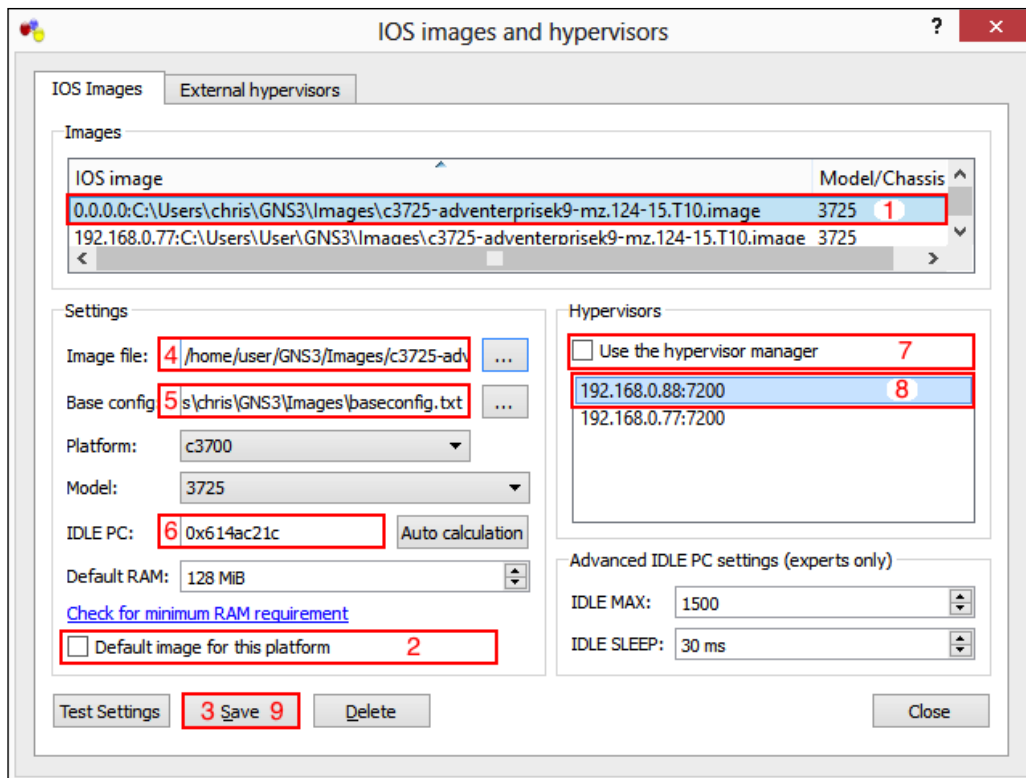 IOS images and hypervisors ? ×
IOS Images External hypervisors
Images
IOS image Model/Chassis
0.0.0.0:C:\Users\chris\GNS3\Images\c3725-adventerprisek9-mz.124-15.T10.image 3725 1
192.168.0.77:C:\Users\User\GNS3\Images\c3725-adventerprisek9-mz.124-15.T10.image 3725
Settings
Image file: 4 /home/user/GNS3/Images/c3725-adv ...
Base config: 5 s\chris\GNS3\Images\baseconfig.txt ...
Platform: c3700
Model: 3725
IDLE PC: 6 0x614ac21c Auto calculation
Default RAM: 128 MiB
Check for minimum RAM requirement
Default image for this platform 2
Hypervisors
Use the hypervisor manager 7
192.168.0.88:7200 8
192.168.0.77:7200
Advanced IDLE PC settings (experts only)
IDLE MAX: 1500
IDLE SLEEP: 30 ms
Test Settings 3 Save 9 Delete Close